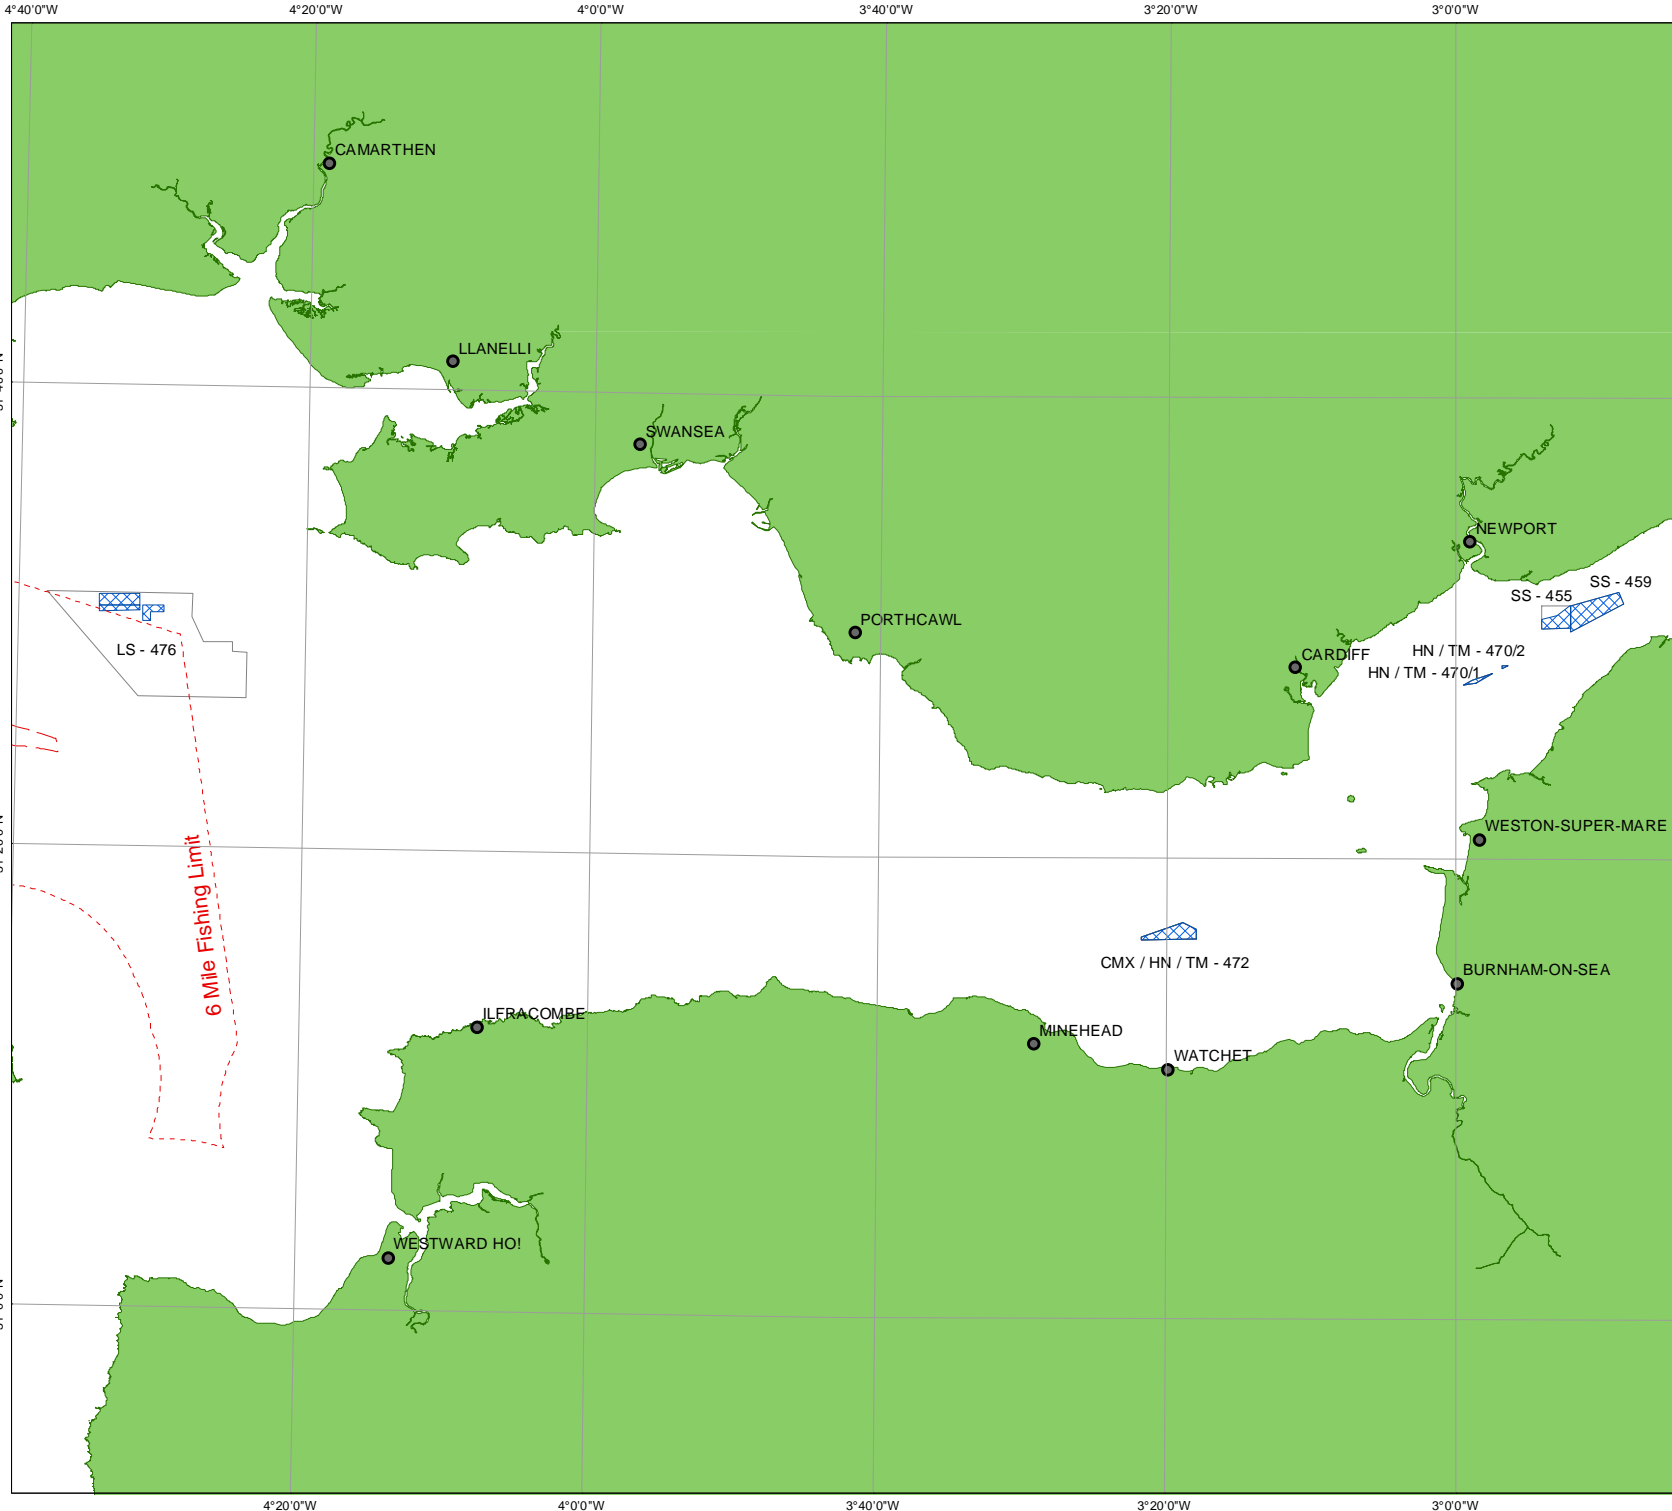 4°40'0"W
4°20'0"W
4°0'0"W
3°40'0"W
3°20'0"W
3°0'0"W
CAMARTHEN
LLANELLI
SWANSEA
NEWPORT
SS - 459
SS - 455
PORTHCAWL
LS - 476
HN / TM - 470/2
CARDIFF
HN / TM - 470/1
WESTON-SUPER-MARE
6 Mile Fishing Limit
CMX / HN / TM - 472
BURNHAM-ON-SEA
ILFRACOMBE
MINEHEAD
WATCHET
WESTWARD HO!
4°20'0"W
4°0'0"W
3°40'0"W
3°20'0"W
3°0'0"W